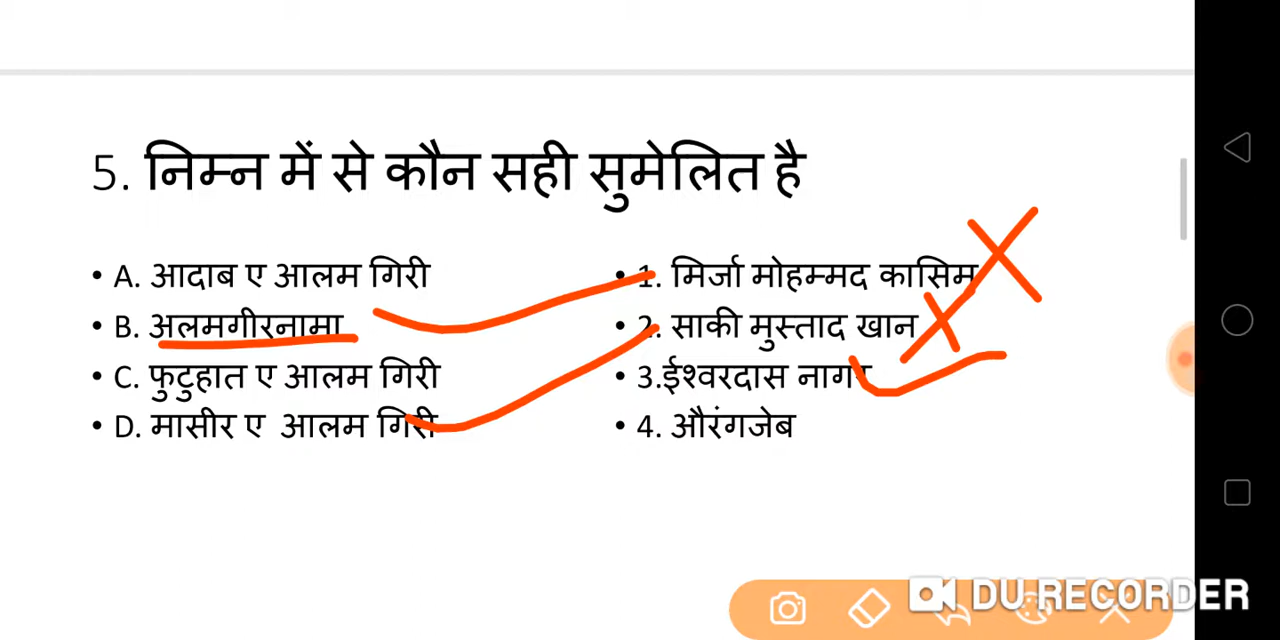 5. निम्न में से कौन सही सुमेलित है
• A. आदाब ए आलम गिरी
• B. अलमगीरनामा
• C. फुटुहात ए आलम गिरी
• D. मासीर ए आलम गिरी
• 1. मिर्जा मोहम्मद कासिम
• 2. साकी मुस्ताद खान
• 3.ईश्वरदास नागर
• 4. औरंगजेब
DU RECORDER